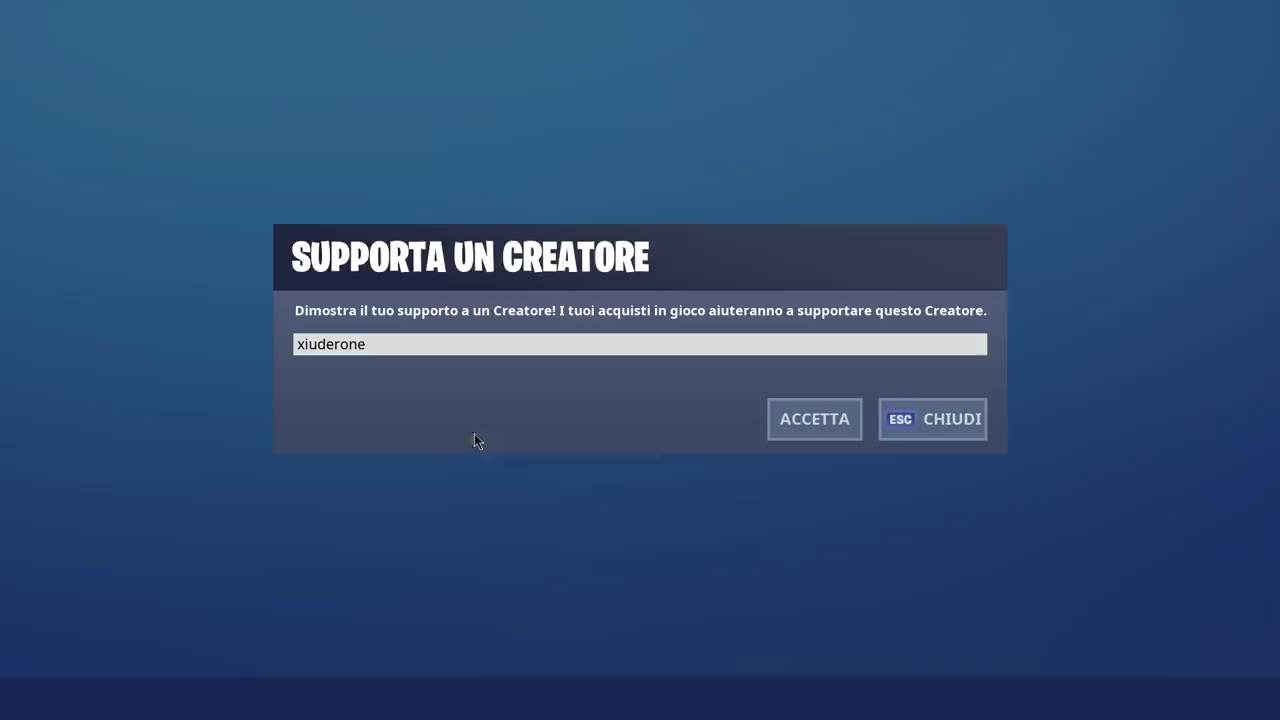 SUPPORTA UN CREATORE
Dimostra il tuo supporto a un Creatore! I tuoi acquisti in gioco aiuteranno a supportare questo Creatore.
xiuderone
ACCETTA
ESC CHIUDI